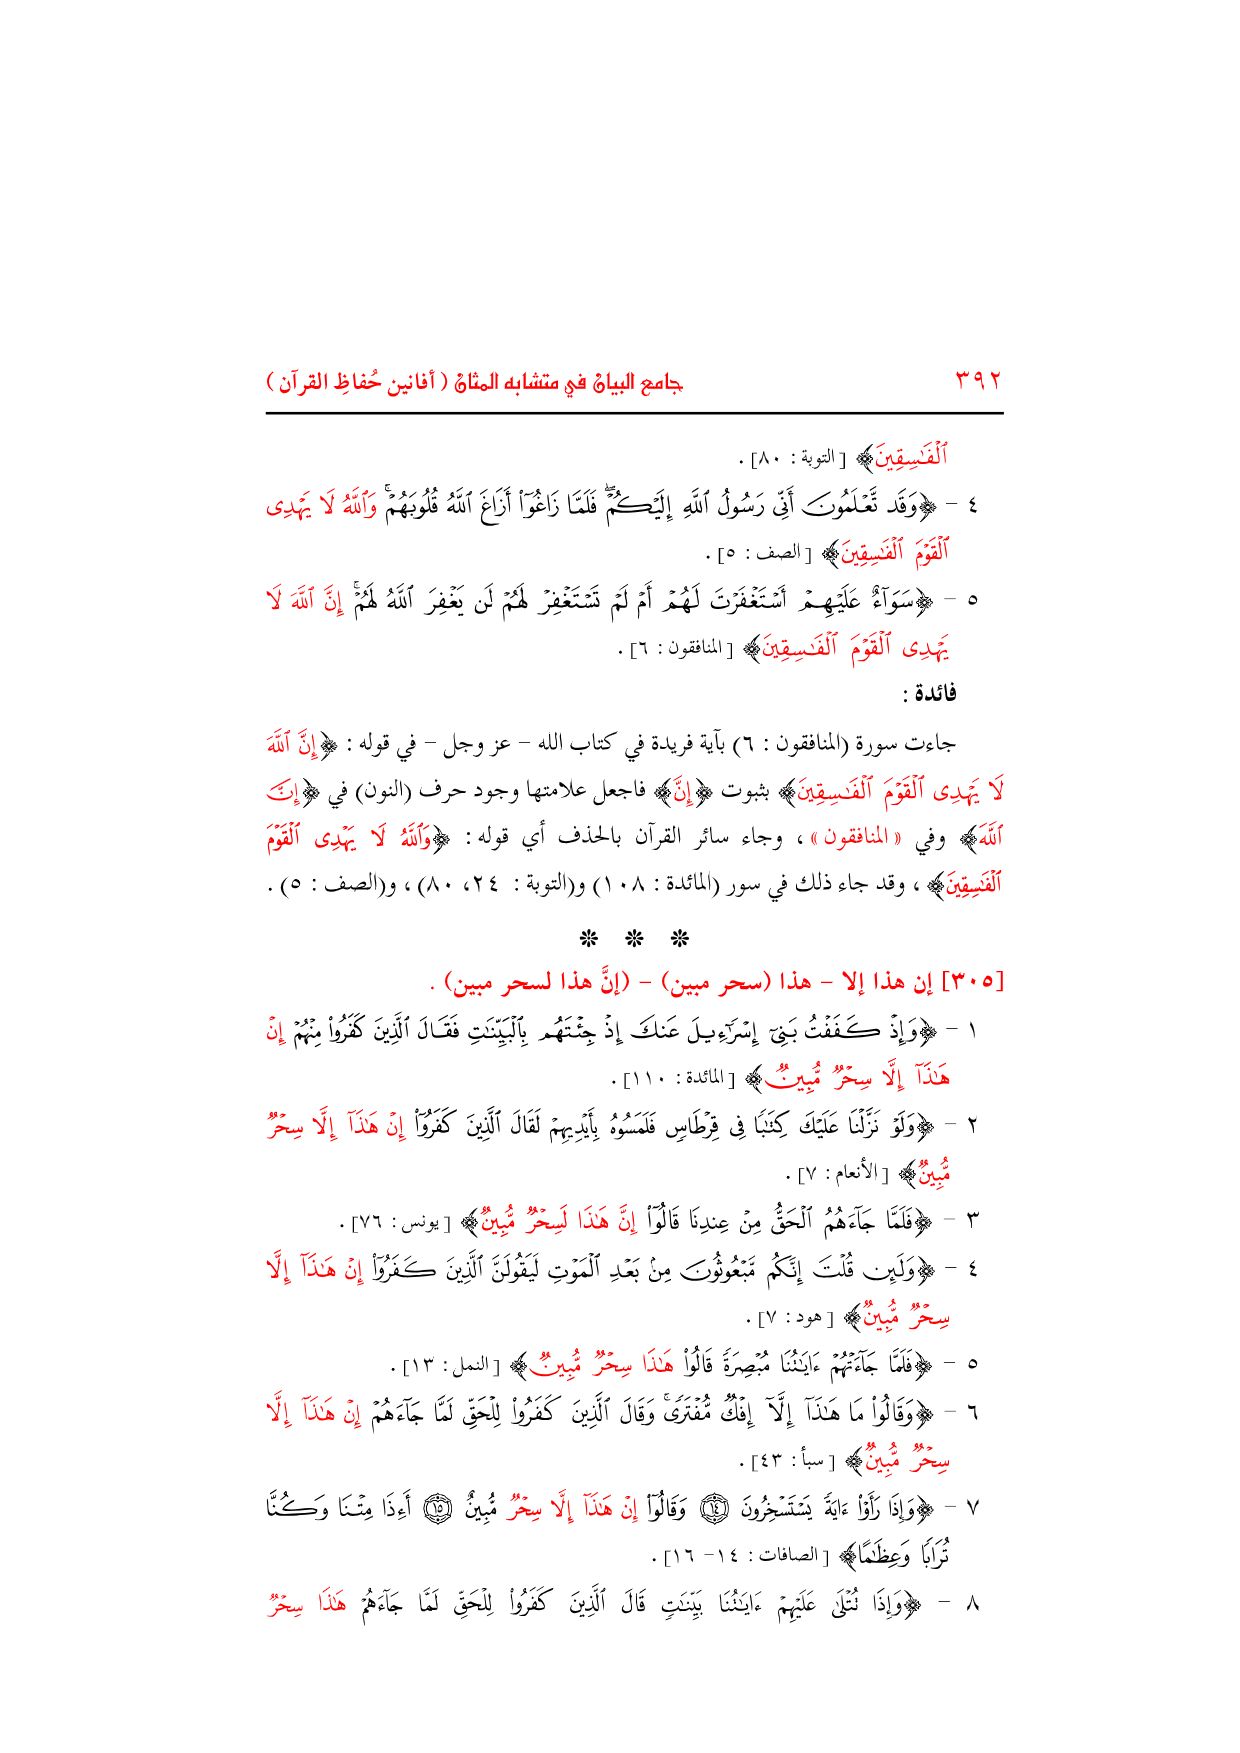 ٣٩٢ جامع البيان في متشابه المثان ( أفانين حُفاظِ القرآن )
ٱلْفَٰسِقِينَ﴾ [التوبة : ٨٠] .
٤ - ﴿وَقَد تَّعْلَمُونَ أَنِّى رَسُولُ ٱللَّهِ إِلَيْكُمْۖ فَلَمَّا زَاغُوٓا۟ أَزَاغَ ٱللَّهُ قُلُوبَهُمْۚ وَٱللَّهُ لَا يَهْدِى
ٱلْقَوْمَ ٱلْفَٰسِقِينَ﴾ [الصف : ٥] .
٥ - ﴿سَوَآءٌ عَلَيْهِمْ أَسْتَغْفَرْتَ لَهُمْ أَمْ لَمْ تَسْتَغْفِرْ لَهُمْ لَن يَغْفِرَ ٱللَّهُ لَهُمْۚ إِنَّ ٱللَّهَ لَا
يَهْدِى ٱلْقَوْمَ ٱلْفَٰسِقِينَ﴾ [المنافقون : ٦] .
فائدة :
جاءت سورة (المنافقون : ٦) بآية فريدة في كتاب الله - عز وجل - في قوله : ﴿إِنَّ ٱللَّهَ
لَا يَهْدِى ٱلْقَوْمَ ٱلْفَٰسِقِينَ﴾ بثبوت ﴿إِنَّ﴾ فاجعل علامتها وجود حرف (النون) في ﴿إِنَّ
ٱللَّهَ﴾ وفي «المنافقون» ، وجاء سائر القرآن بالحذف أي قوله : ﴿وَٱللَّهُ لَا يَهْدِى ٱلْقَوْمَ
ٱلْفَٰسِقِينَ﴾ ، وقد جاء ذلك في سور (المائدة : ١٠٨) و(التوبة : ٢٤، ٨٠) ، و(الصف : ٥) .
❊ ❊ ❊
[٣٠٥] إن هذا إلا - هذا (سحر مبين) - (إنَّ هذا لسحر مبين) .
١ - ﴿وَإِذْ كَفَفْتُ بَنِىٓ إِسْرَٰٓءِيلَ عَنكَ إِذْ جِئْتَهُم بِٱلْبَيِّنَٰتِ فَقَالَ ٱلَّذِينَ كَفَرُوا۟ مِنْهُمْ إِنْ
هَٰذَآ إِلَّا سِحْرٌ مُّبِينٌ﴾ [المائدة : ١١٠] .
٢ - ﴿وَلَوْ نَزَّلْنَا عَلَيْكَ كِتَٰبًا فِى قِرْطَاسٍ فَلَمَسُوهُ بِأَيْدِيهِمْ لَقَالَ ٱلَّذِينَ كَفَرُوٓا۟ إِنْ هَٰذَآ إِلَّا سِحْرٌ
مُّبِينٌ﴾ [الأنعام : ٧] .
٣ - ﴿فَلَمَّا جَآءَهُمُ ٱلْحَقُّ مِنْ عِندِنَا قَالُوٓا۟ إِنَّ هَٰذَا لَسِحْرٌ مُّبِينٌ﴾ [يونس : ٧٦] .
٤ - ﴿وَلَئِن قُلْتَ إِنَّكُم مَّبْعُوثُونَ مِنۢ بَعْدِ ٱلْمَوْتِ لَيَقُولَنَّ ٱلَّذِينَ كَفَرُوٓا۟ إِنْ هَٰذَآ إِلَّا
سِحْرٌ مُّبِينٌ﴾ [هود : ٧] .
٥ - ﴿فَلَمَّا جَآءَتْهُمْ ءَايَٰتُنَا مُبْصِرَةً قَالُوا۟ هَٰذَا سِحْرٌ مُّبِينٌ﴾ [النمل : ١٣] .
٦ - ﴿وَقَالُوا۟ مَا هَٰذَآ إِلَّآ إِفْكٌ مُّفْتَرًىۚ وَقَالَ ٱلَّذِينَ كَفَرُوا۟ لِلْحَقِّ لَمَّا جَآءَهُمْ إِنْ هَٰذَآ إِلَّا
سِحْرٌ مُّبِينٌ﴾ [سبأ : ٤٣] .
٧ - ﴿وَإِذَا رَأَوْا۟ ءَايَةً يَسْتَسْخِرُونَ ۝١٤ وَقَالُوٓا۟ إِنْ هَٰذَآ إِلَّا سِحْرٌ مُّبِينٌ ۝١٥ أَءِذَا مِتْنَا وَكُنَّا
تُرَابًا وَعِظَٰمًا﴾ [الصافات : ١٤- ١٦] .
٨ - ﴿وَإِذَا تُتْلَىٰ عَلَيْهِمْ ءَايَٰتُنَا بَيِّنَٰتٍ قَالَ ٱلَّذِينَ كَفَرُوا۟ لِلْحَقِّ لَمَّا جَآءَهُمْ هَٰذَا سِحْرٌ